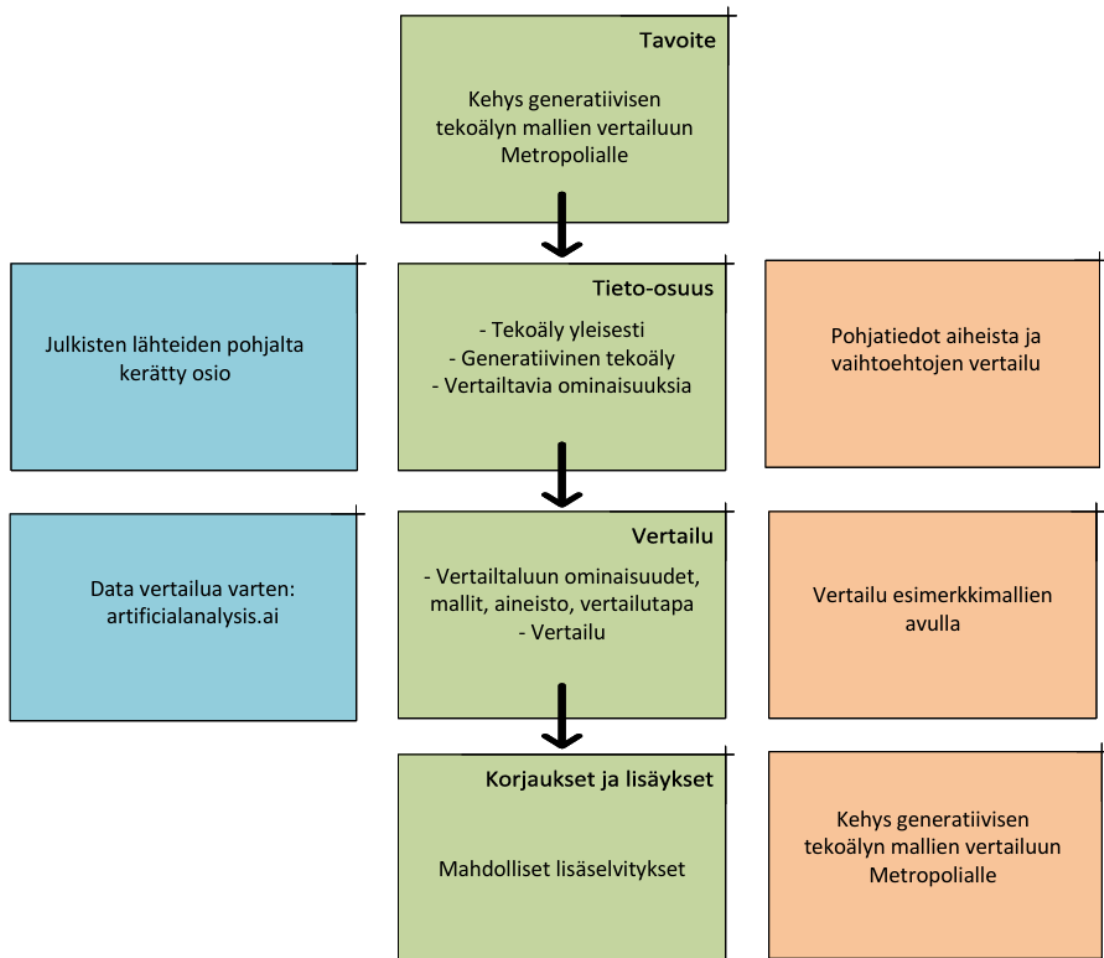 Tavoite
Kehys generatiivisen
tekoälyn mallien vertailuun
Metropolialle
Julkisten lähteiden pohjalta
kerätty osio
Tieto-osuus
- Tekoäly yleisesti
- Generatiivinen tekoäly
- Vertailtavia ominaisuuksia
Pohjatiedot aiheista ja
vaihtoehtojen vertailu
Data vertailua varten:
artificialanalysis.ai
Vertailu
- Vertailtaluun ominaisuudet,
mallit, aineisto, vertailutapa
- Vertailu
Vertailu esimerkkimallien
avulla
Korjaukset ja lisäykset
Mahdolliset lisäselvitykset
Kehys generatiivisen
tekoälyn mallien vertailuun
Metropolialle